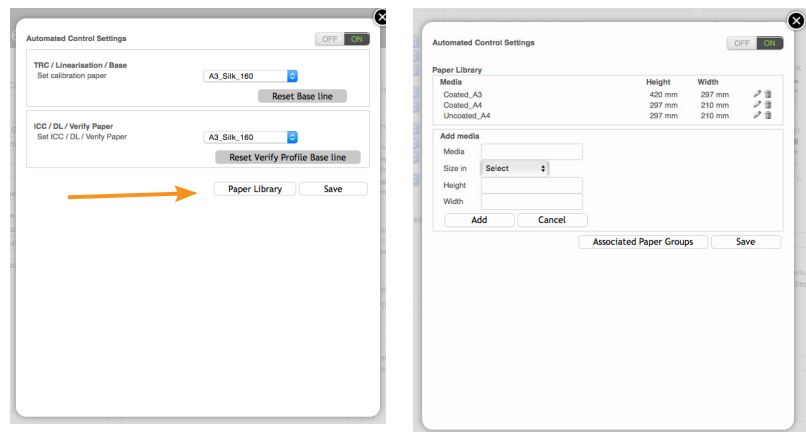 Automated Control Settings OFF ON
TRC / Linearisation / Base
Set calibration paper A3_Silk_160
Reset Base line
ICC / DL / Verify Paper
Set ICC / DL / Verify Paper A3_Silk_160
Reset Verify Profile Base line
Paper Library Save
Automated Control Settings OFF ON
Paper Library
Media Height Width
Coated_A3 420 mm 297 mm
Coated_A4 297 mm 210 mm
Uncoated_A4 297 mm 210 mm
Add media
Media
Size in Select
Height
Width
Add Cancel
Associated Paper Groups Save